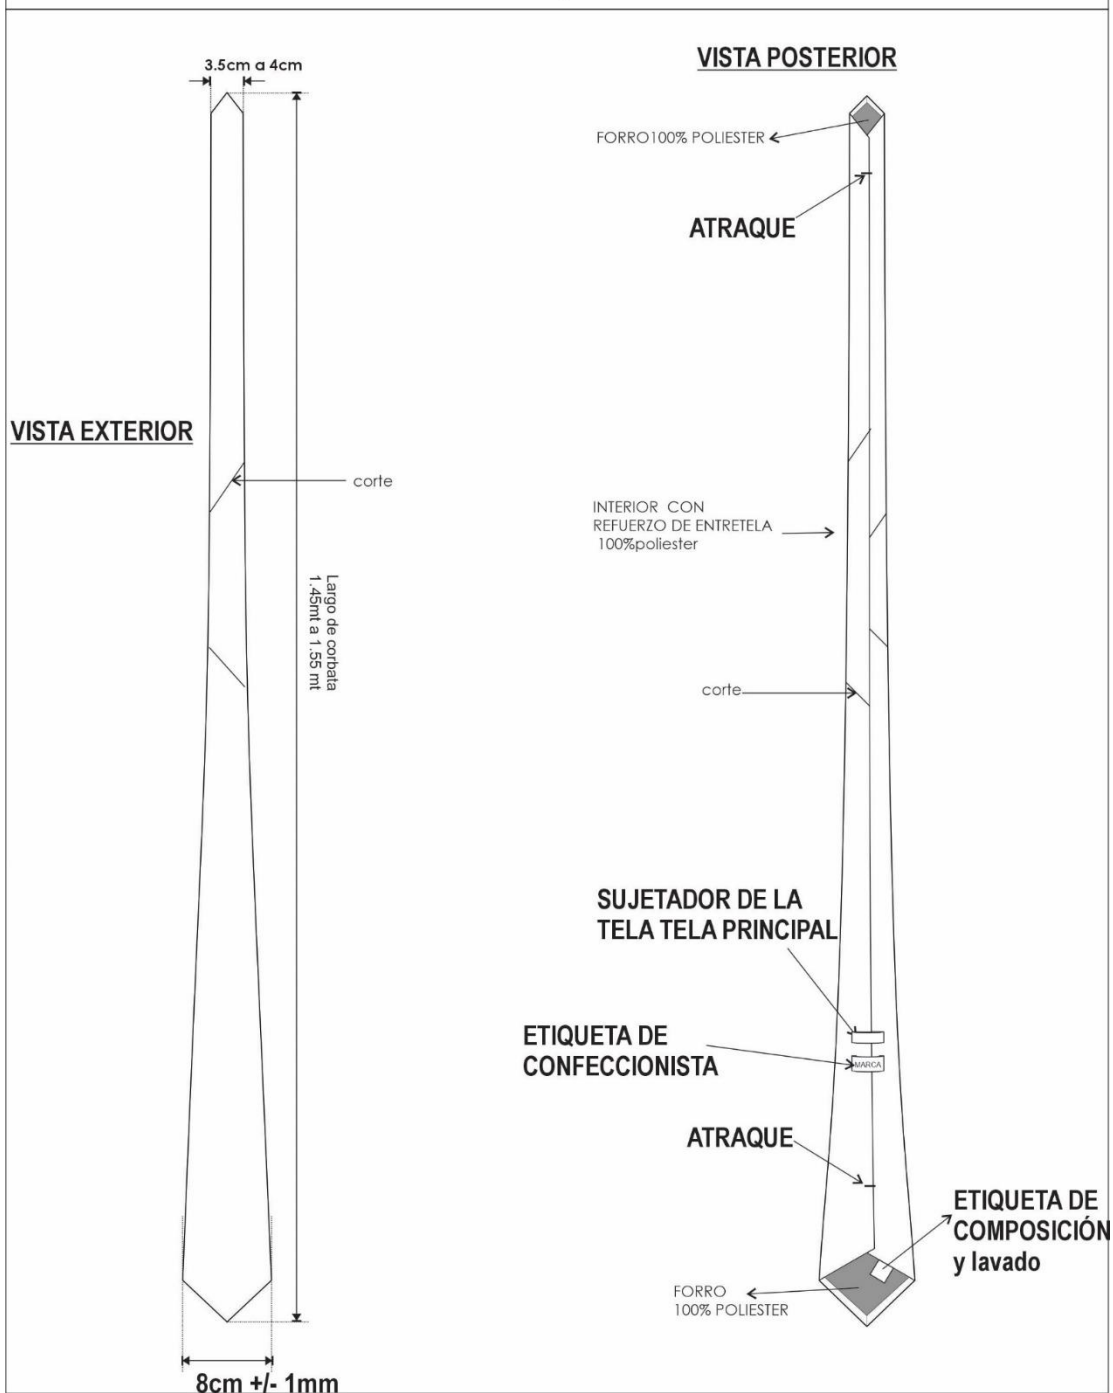 3.5cm a 4cm
VISTA EXTERIOR
corte
Largo de corbata
1.45mt a 1.55 mt
8cm +/- 1mm
VISTA POSTERIOR
FORRO100% POLIESTER
ATRAQUE
INTERIOR CON
REFUERZO DE ENTRETELA
100%poliester
corte
SUJETADOR DE LA
TELA TELA PRINCIPAL
ETIQUETA DE
CONFECCIONISTA
MARCA
ATRAQUE
ETIQUETA DE
COMPOSICIÓN
y lavado
FORRO
100% POLIESTER